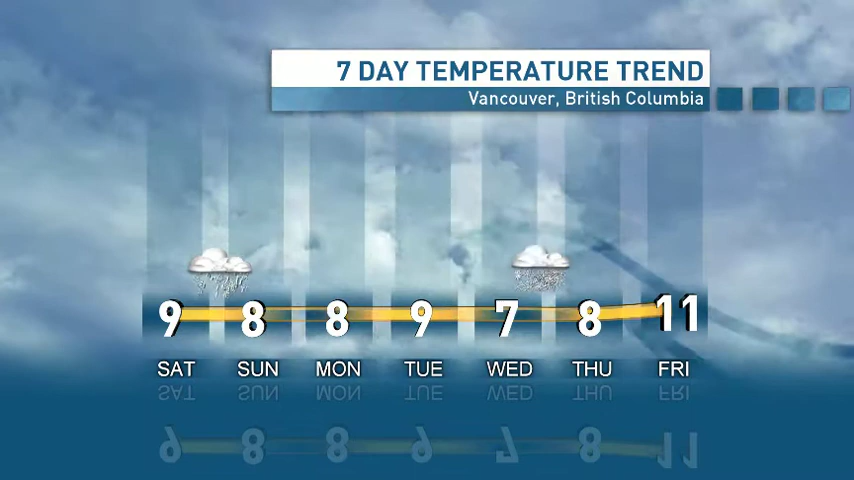 7 DAY TEMPERATURE TREND
Vancouver, British Columbia
9 8 8 9 7 8 11
SAT SUN MON TUE WED THU FRI